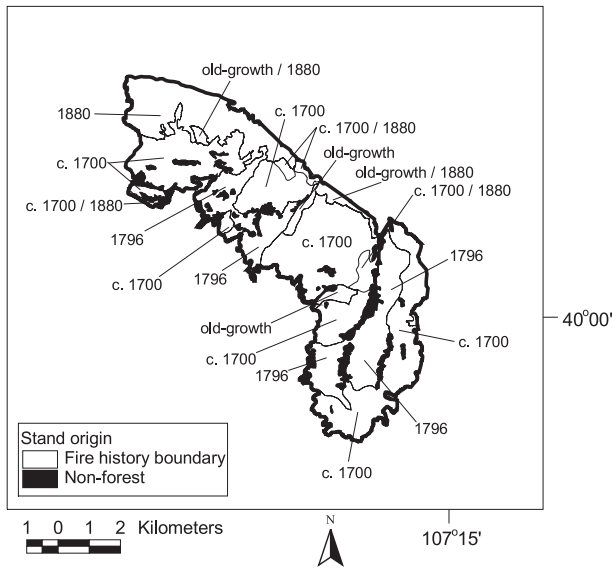 old-growth / 1880
1880
c. 1700
c. 1700 / 1880
old-growth
c. 1700
old-growth / 1880
c. 1700 / 1880
c. 1700 / 1880
1796
c. 1700
1796
c. 1700
1796
old-growth
40°00'
c. 1700
c. 1700
1796
1796
c. 1700
Stand origin
Fire history boundary
Non-forest
1 0 1 2 Kilometers
N
107°15'